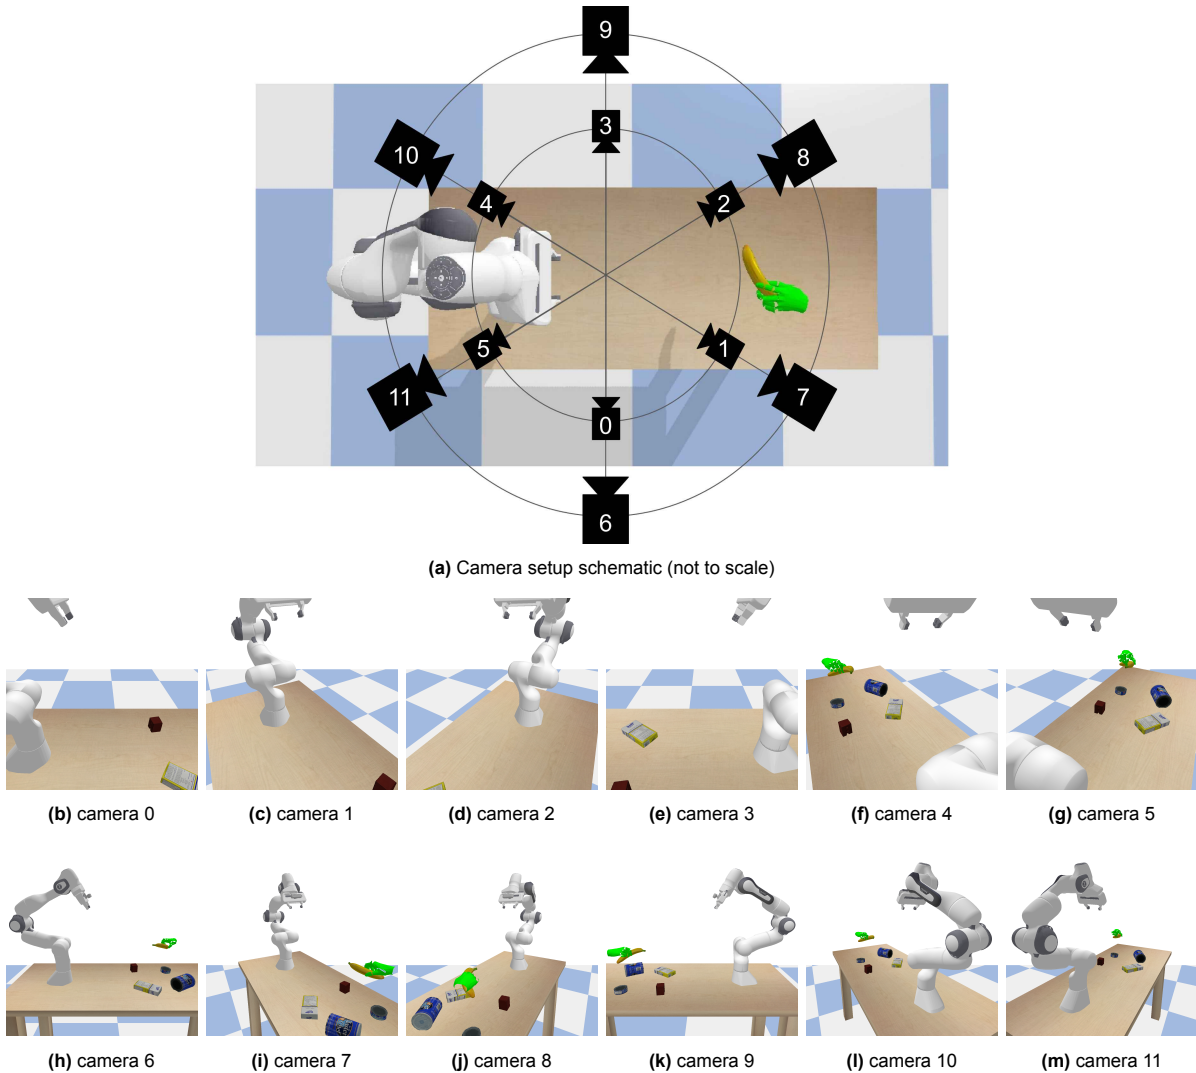 9
3
10
8
4
2
5
1
11
7
0
6
(a) Camera setup schematic (not to scale)
(b) camera 0
(c) camera 1
(d) camera 2
(e) camera 3
(f) camera 4
(g) camera 5
(h) camera 6
(i) camera 7
(j) camera 8
(k) camera 9
(l) camera 10
(m) camera 11